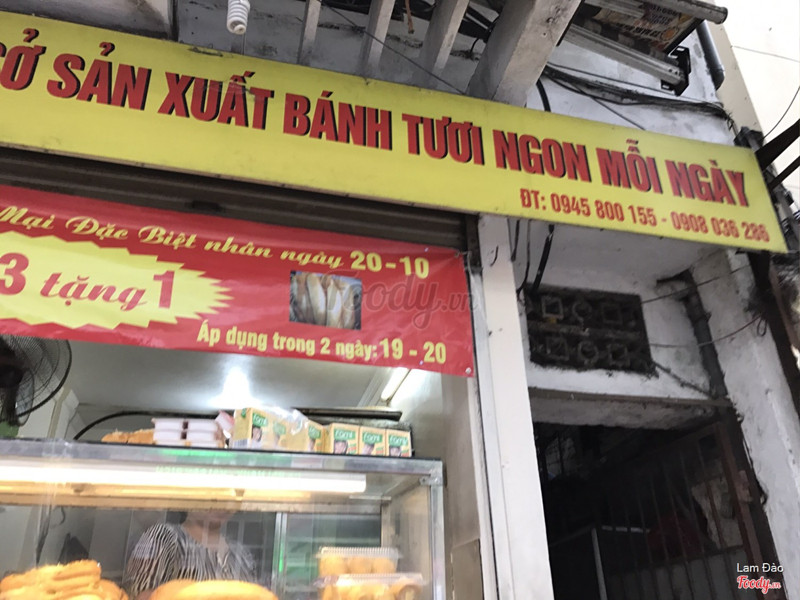 SỞ SẢN XUẤT BÁNH TƯƠI NGON MỖI NGÀY
ĐT: 0945 800 155 - 0908 036 286
Mại Đặc Biệt nhân ngày 20-10
3 tặng 1
Áp dụng trong 2 ngày: 19 - 20
Foody.vn
Lam Đào
Foody.vn